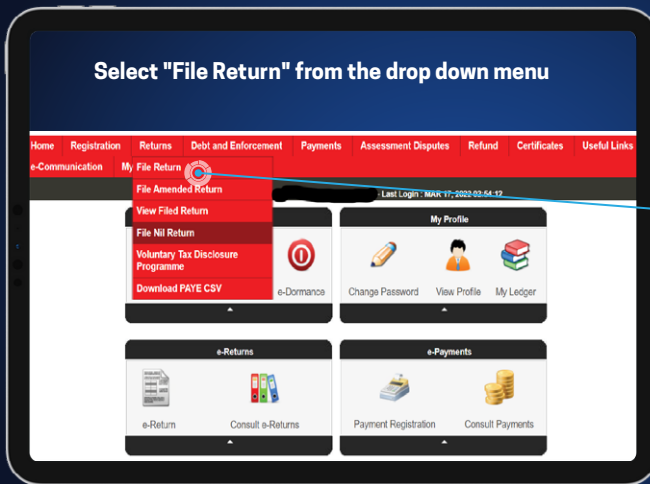 Select "File Return" from the drop down menu
Home Registration Returns Debt and Enforcement Payments Assessment Disputes Refund Certificates Useful Links
e-Communication My
File Return
File Amended Return
- Last Login : MAR 17, 2022 03:54:12
View Filed Return
My Profile
File Nil Return
Voluntary Tax Disclosure
Programme
Download PAYE CSV
e-Dormance Change Password View Profile My Ledger
e-Returns e-Payments
e-Return Consult e-Returns Payment Registration Consult Payments